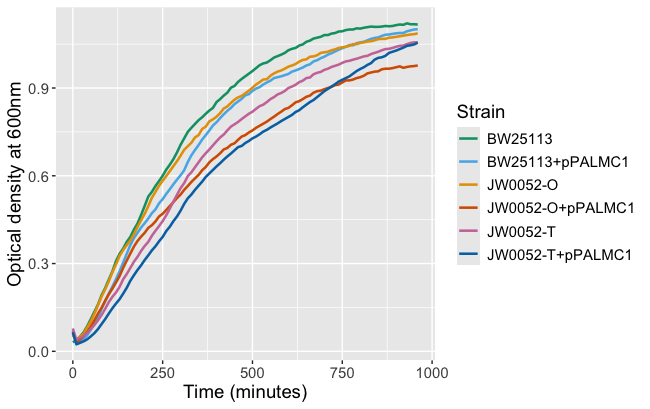 Optical density at 600nm
0.9
0.6
0.3
0.0
0
250
500
750
1000
Time (minutes)
Strain
BW25113
BW25113+pPALMC1
JW0052-O
JW0052-O+pPALMC1
JW0052-T
JW0052-T+pPALMC1